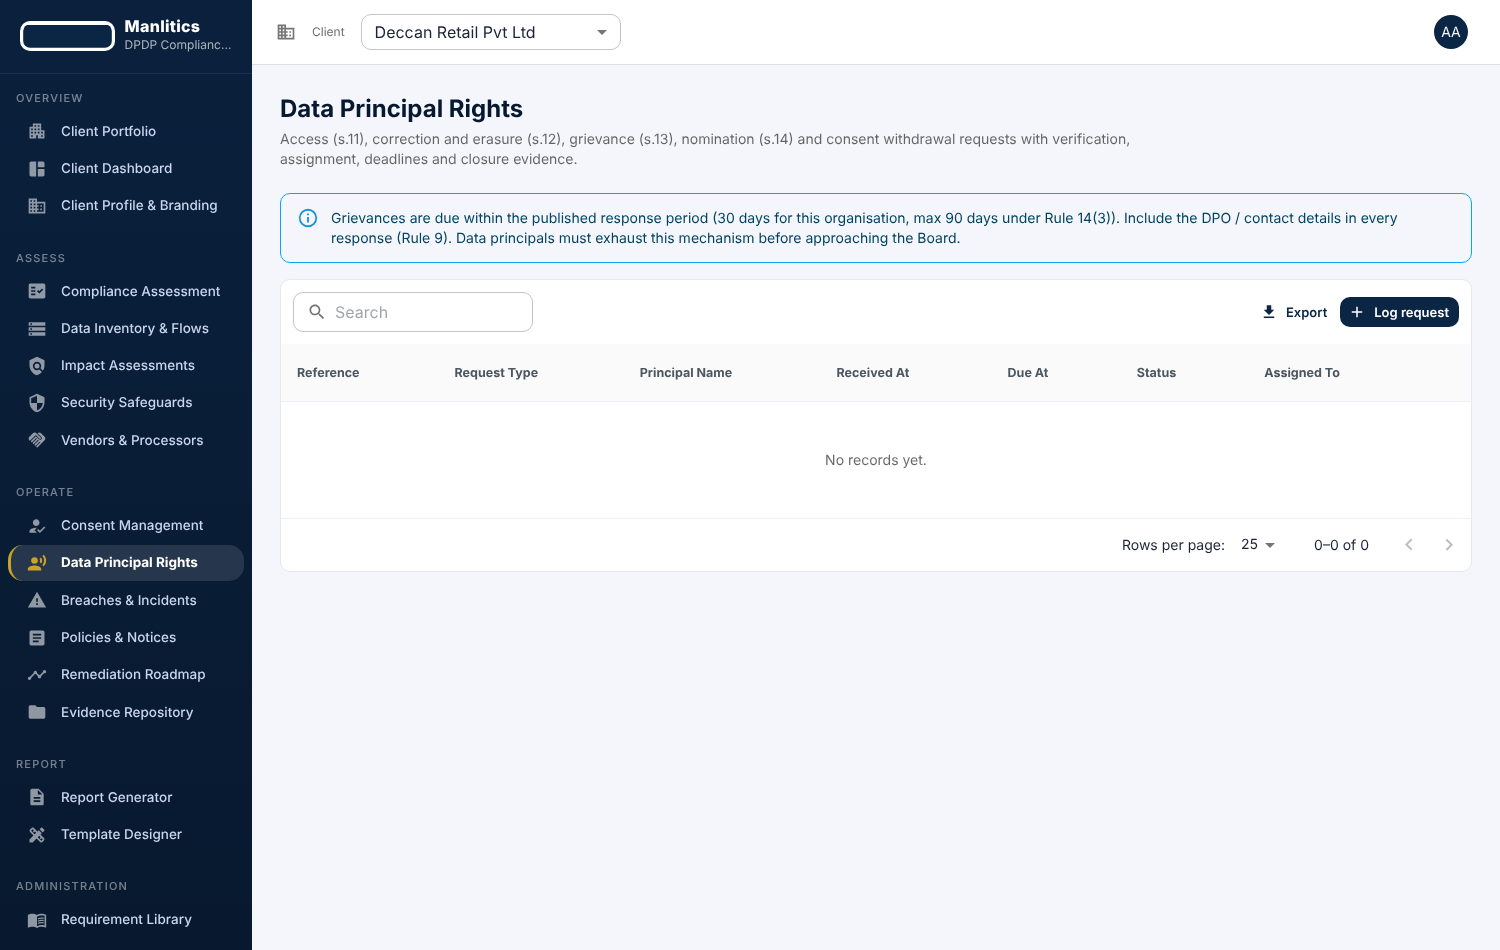 Manlitics
DPDP Complianc...
OVERVIEW
Client Portfolio
Client Dashboard
Client Profile & Branding
ASSESS
Compliance Assessment
Data Inventory & Flows
Impact Assessments
Security Safeguards
Vendors & Processors
OPERATE
Consent Management
Data Principal Rights
Breaches & Incidents
Policies & Notices
Remediation Roadmap
Evidence Repository
REPORT
Report Generator
Template Designer
ADMINISTRATION
Requirement Library
Client
Deccan Retail Pvt Ltd
AA
Data Principal Rights
Access (s.11), correction and erasure (s.12), grievance (s.13), nomination (s.14) and consent withdrawal requests with verification,
assignment, deadlines and closure evidence.
Grievances are due within the published response period (30 days for this organisation, max 90 days under Rule 14(3)). Include the DPO / contact details in every
response (Rule 9). Data principals must exhaust this mechanism before approaching the Board.
Search
Export
Log request
Reference Request Type Principal Name Received At Due At Status Assigned To
No records yet.
Rows per page: 25 0–0 of 0